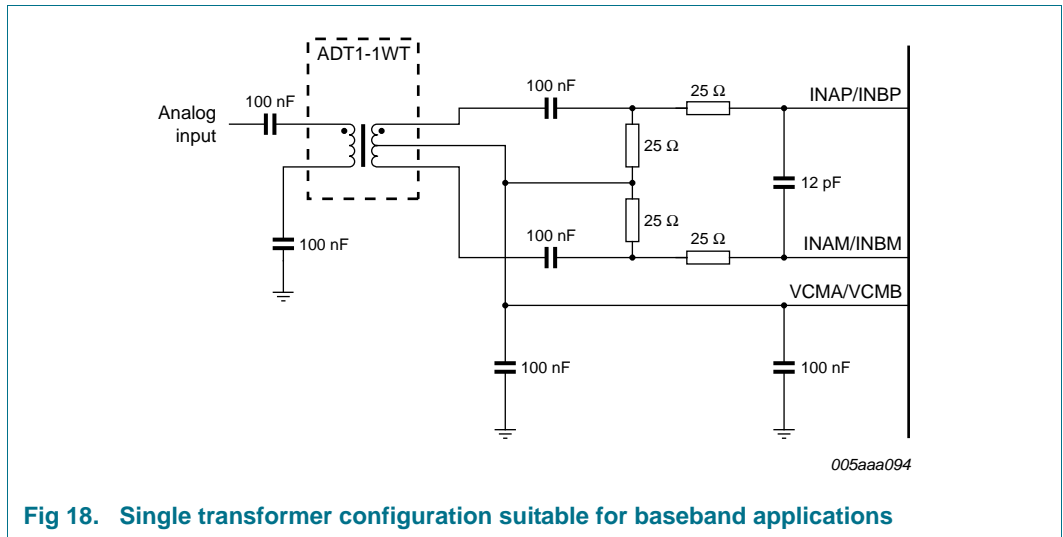 ADT1-1WT
Analog
input
100 nF
100 nF
100 nF
25 Ω
INAP/INBP
25 Ω
12 pF
25 Ω
100 nF
25 Ω
INAM/INBM
VCMA/VCMB
100 nF
100 nF
005aaa094
Fig 18. Single transformer configuration suitable for baseband applications